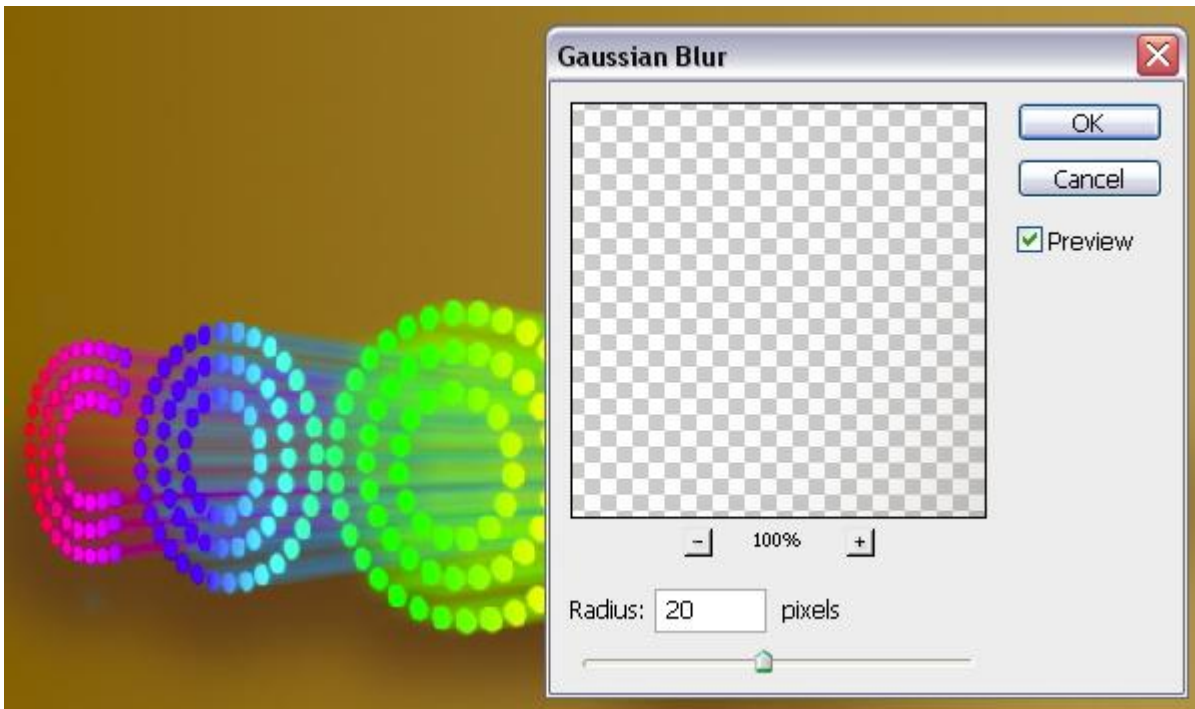 Gaussian Blur
OK
Cancel
Preview
- 100% +
Radius: 20 pixels